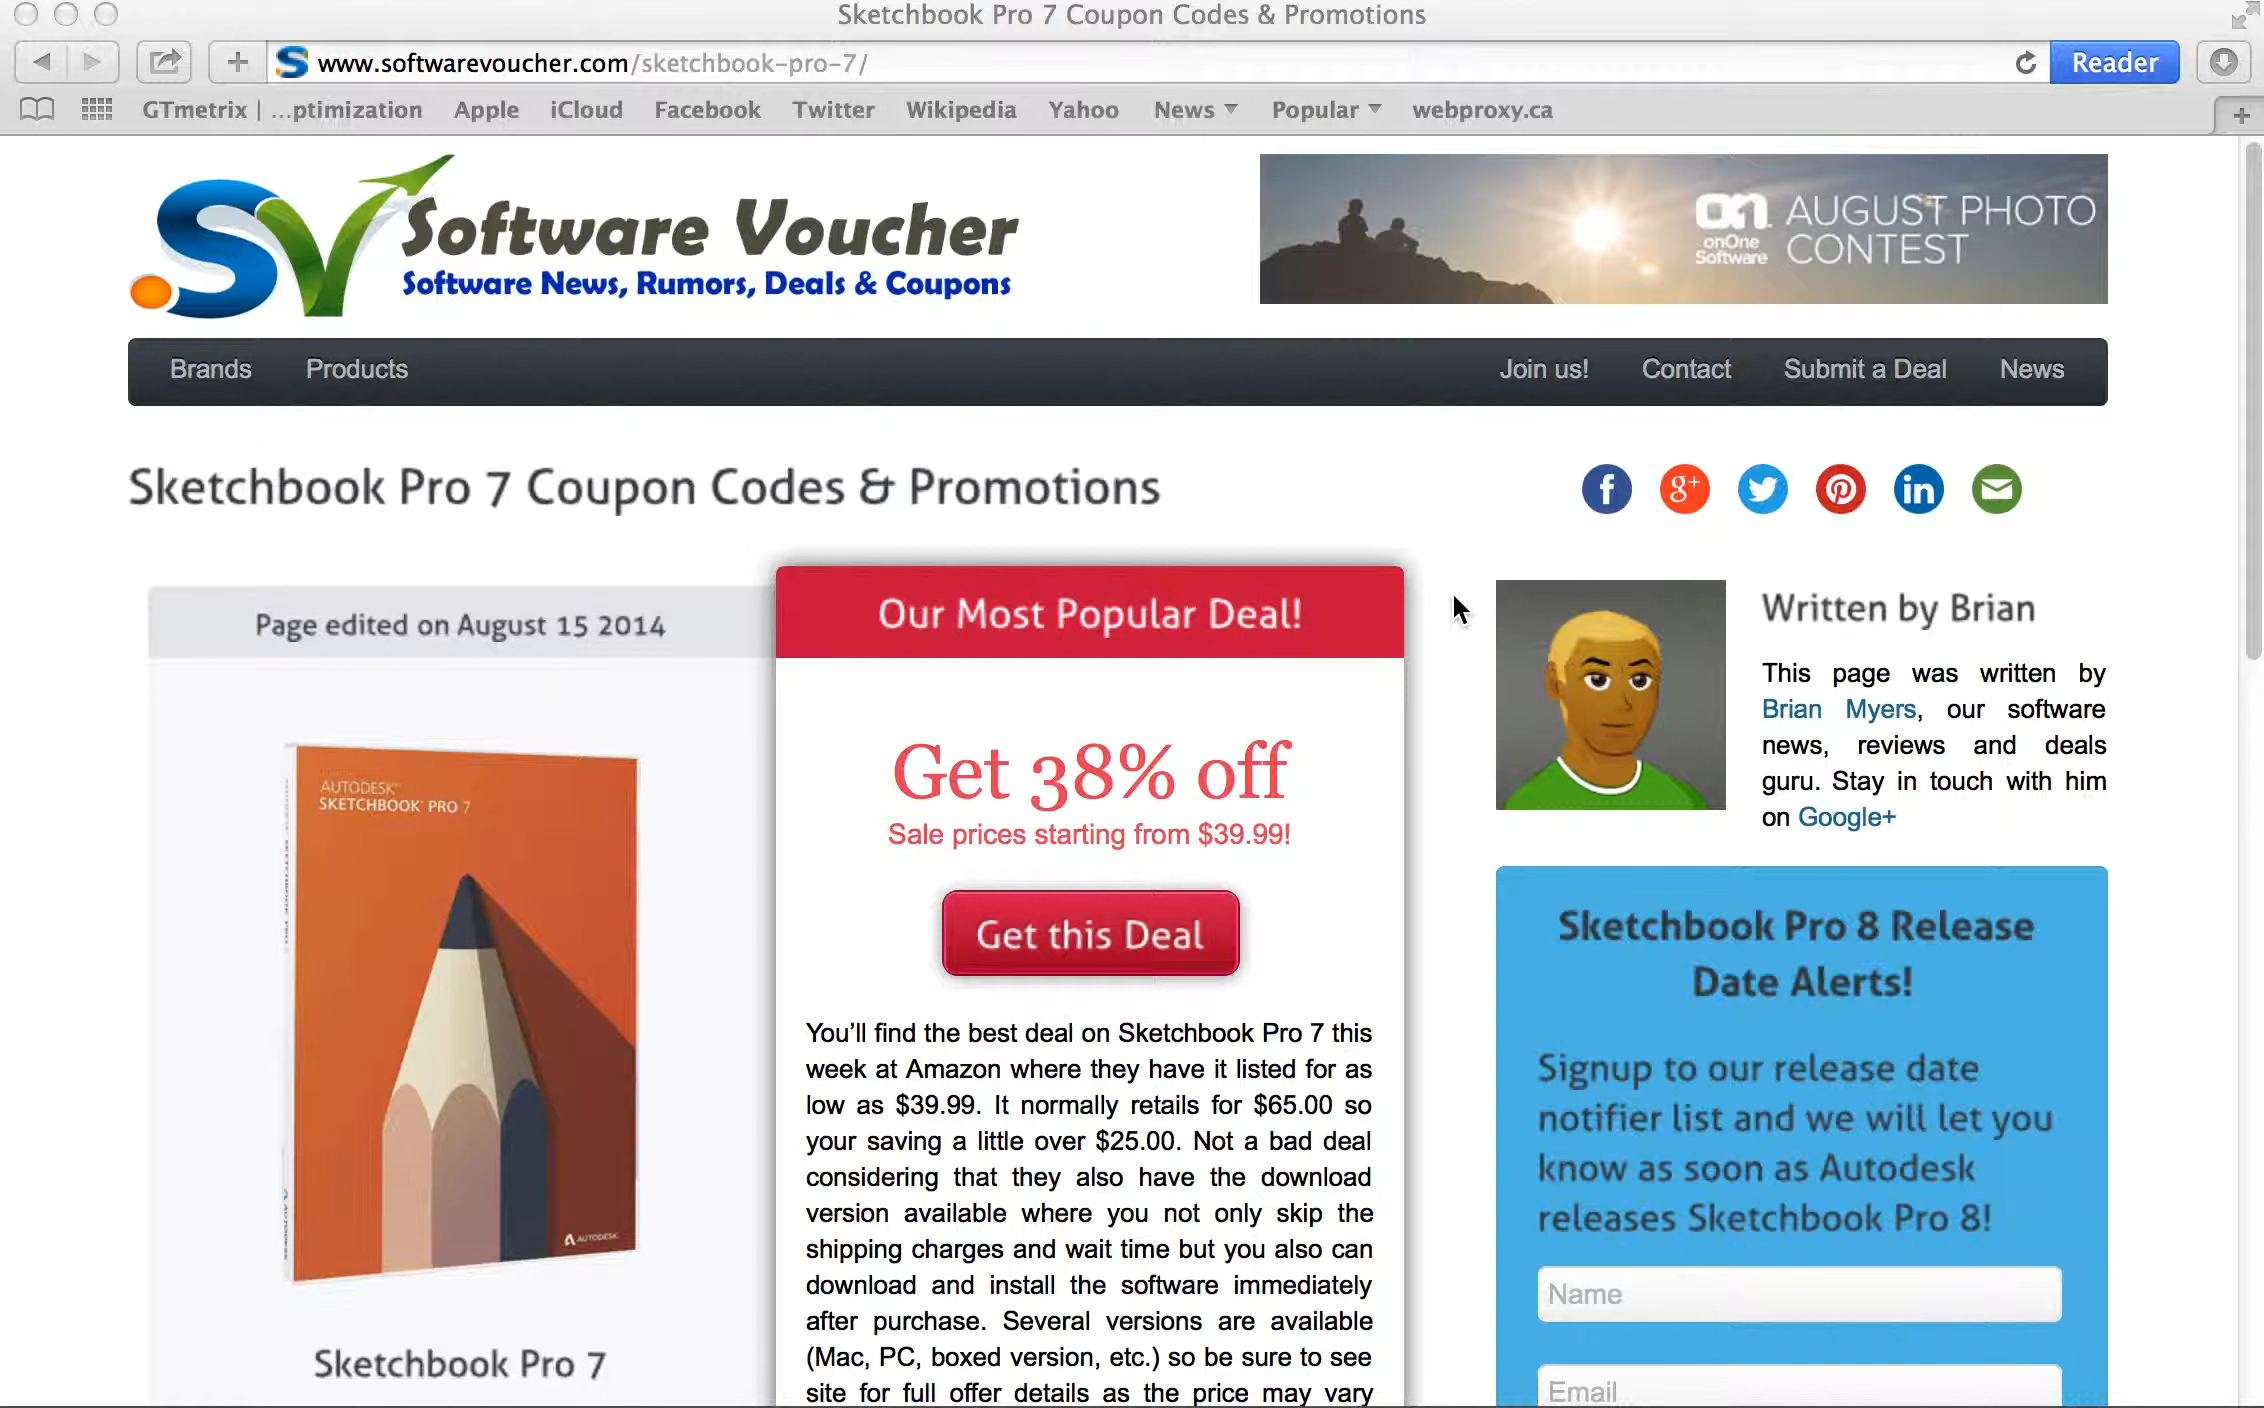 Sketchbook Pro 7 Coupon Codes & Promotions
www.softwarevoucher.com/sketchbook-pro-7/
Reader
GTmetrix | ...ptimization Apple iCloud Facebook Twitter Wikipedia Yahoo News Popular webproxy.ca
SV Software Voucher
Software News, Rumors, Deals & Coupons
on1 onOne Software
AUGUST PHOTO
CONTEST
Brands Products Join us! Contact Submit a Deal News
Sketchbook Pro 7 Coupon Codes & Promotions
Page edited on August 15 2014
AUTODESK
SKETCHBOOK PRO 7
AUTODESK
Sketchbook Pro 7
Our Most Popular Deal!
Get 38% off
Sale prices starting from $39.99!
Get this Deal
You’ll find the best deal on Sketchbook Pro 7 this
week at Amazon where they have it listed for as
low as $39.99. It normally retails for $65.00 so
your saving a little over $25.00. Not a bad deal
considering that they also have the download
version available where you not only skip the
shipping charges and wait time but you also can
download and install the software immediately
after purchase. Several versions are available
(Mac, PC, boxed version, etc.) so be sure to see
site for full offer details as the price may vary
Written by Brian
This page was written by
Brian Myers, our software
news, reviews and deals
guru. Stay in touch with him
on Google+
Sketchbook Pro 8 Release
Date Alerts!
Signup to our release date
notifier list and we will let you
know as soon as Autodesk
releases Sketchbook Pro 8!
Name
Email